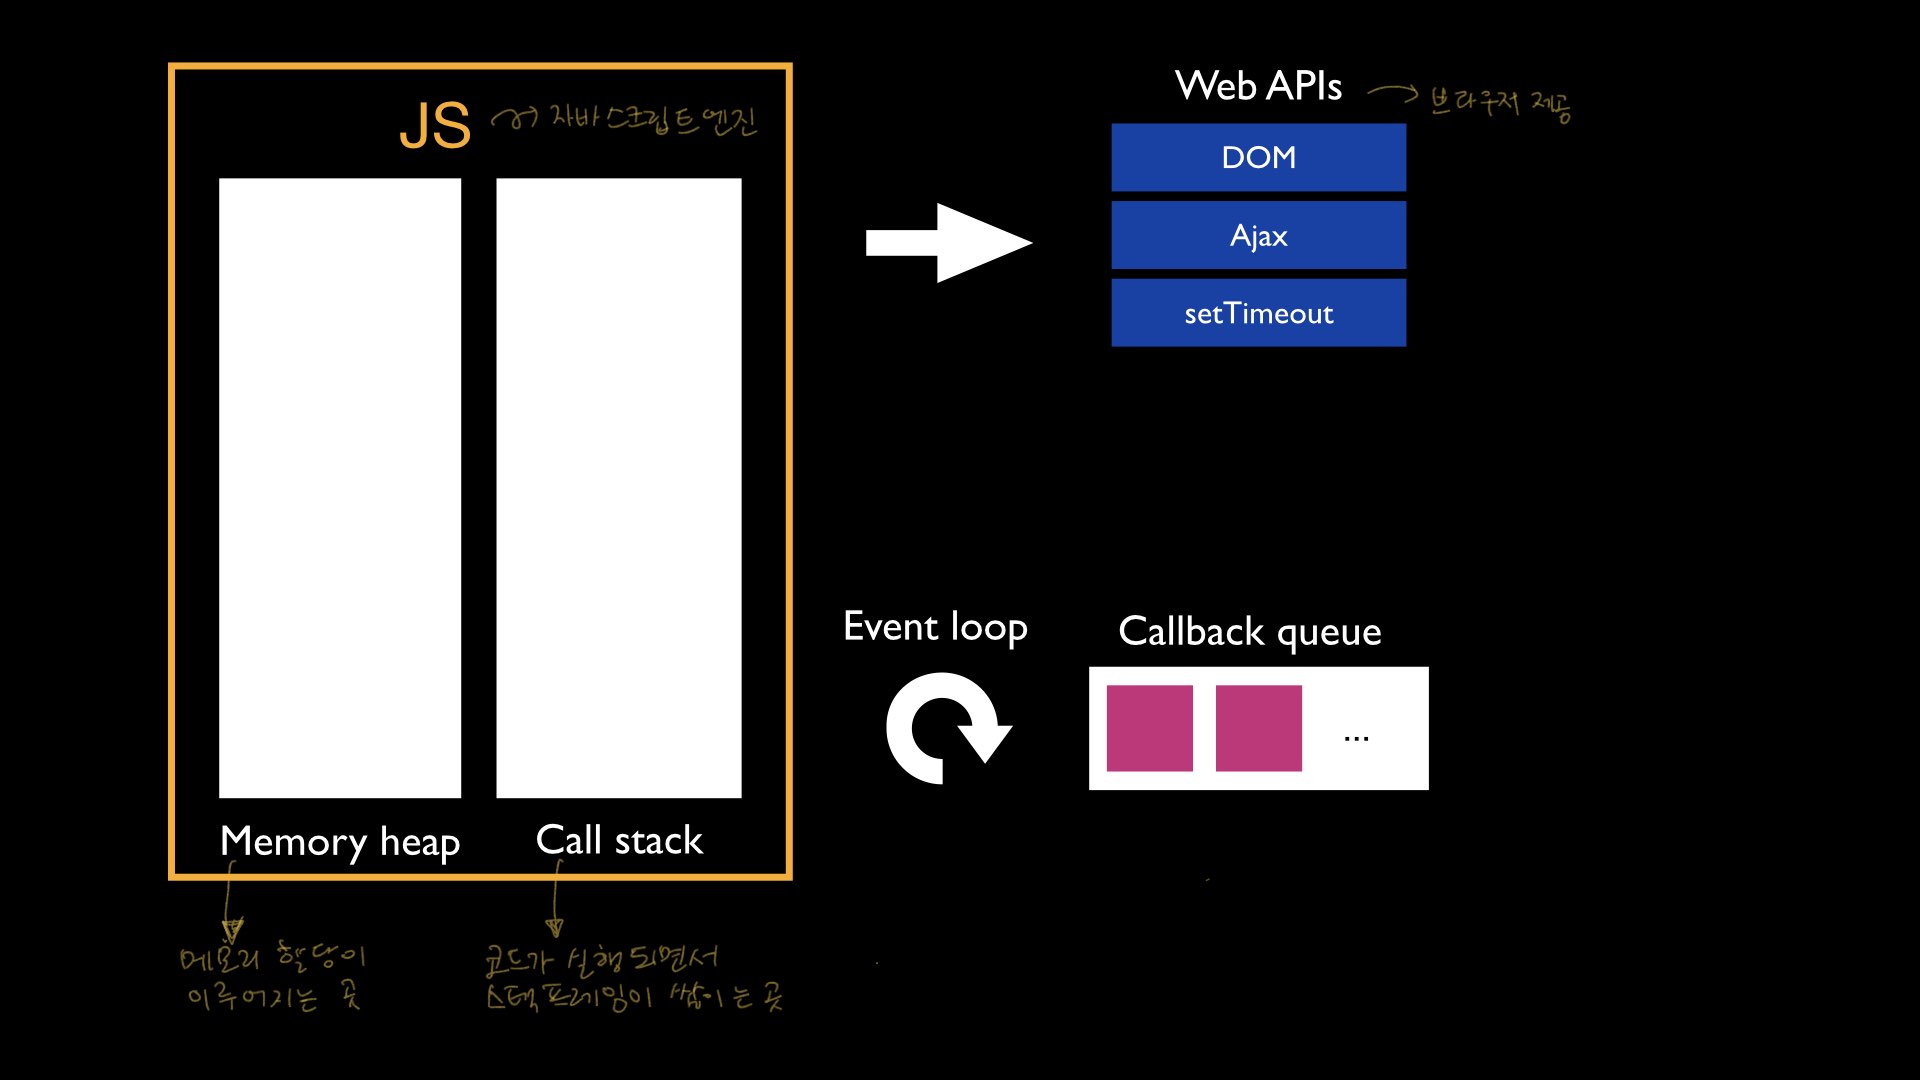 JS
자바스크립트 엔진
Memory heap
Call stack
메모리 할당이
이루어지는 곳
코드가 실행되면서
스택프레임이 쌓이는 곳
Web APIs
브라우저 제공
DOM
Ajax
setTimeout
Event loop
Callback queue
...